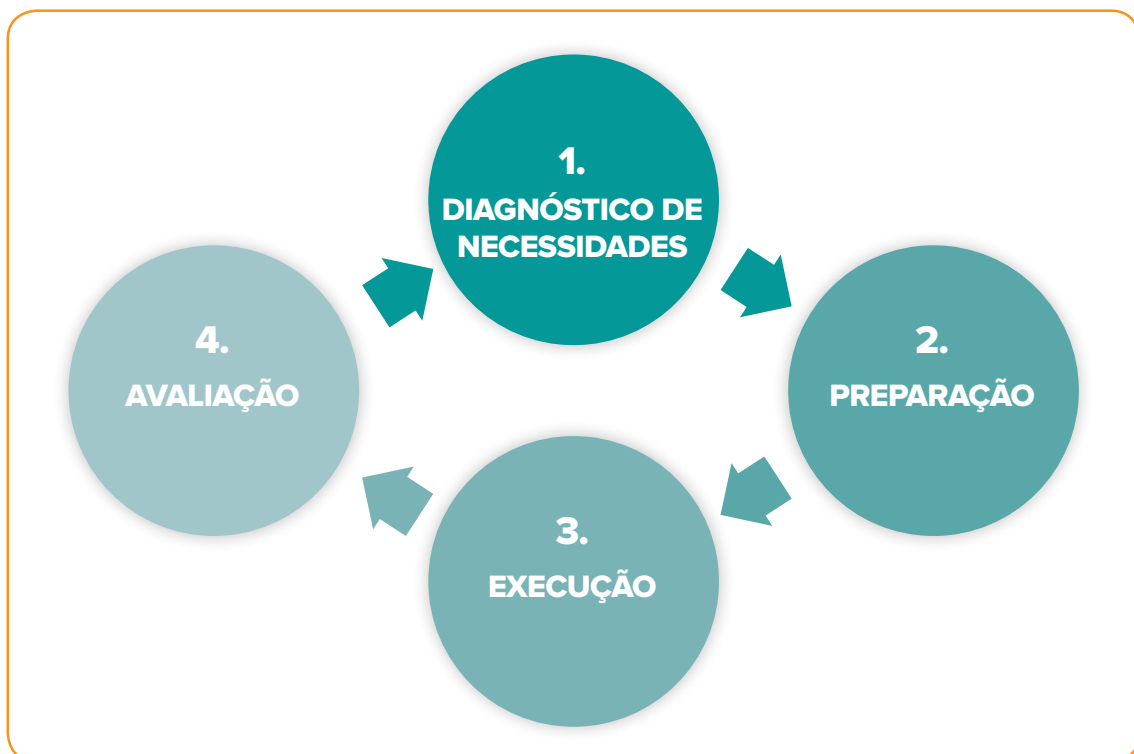 1.
DIAGNÓSTICO DE
NECESSIDADES
2.
PREPARAÇÃO
3.
EXECUÇÃO
4.
AVALIAÇÃO